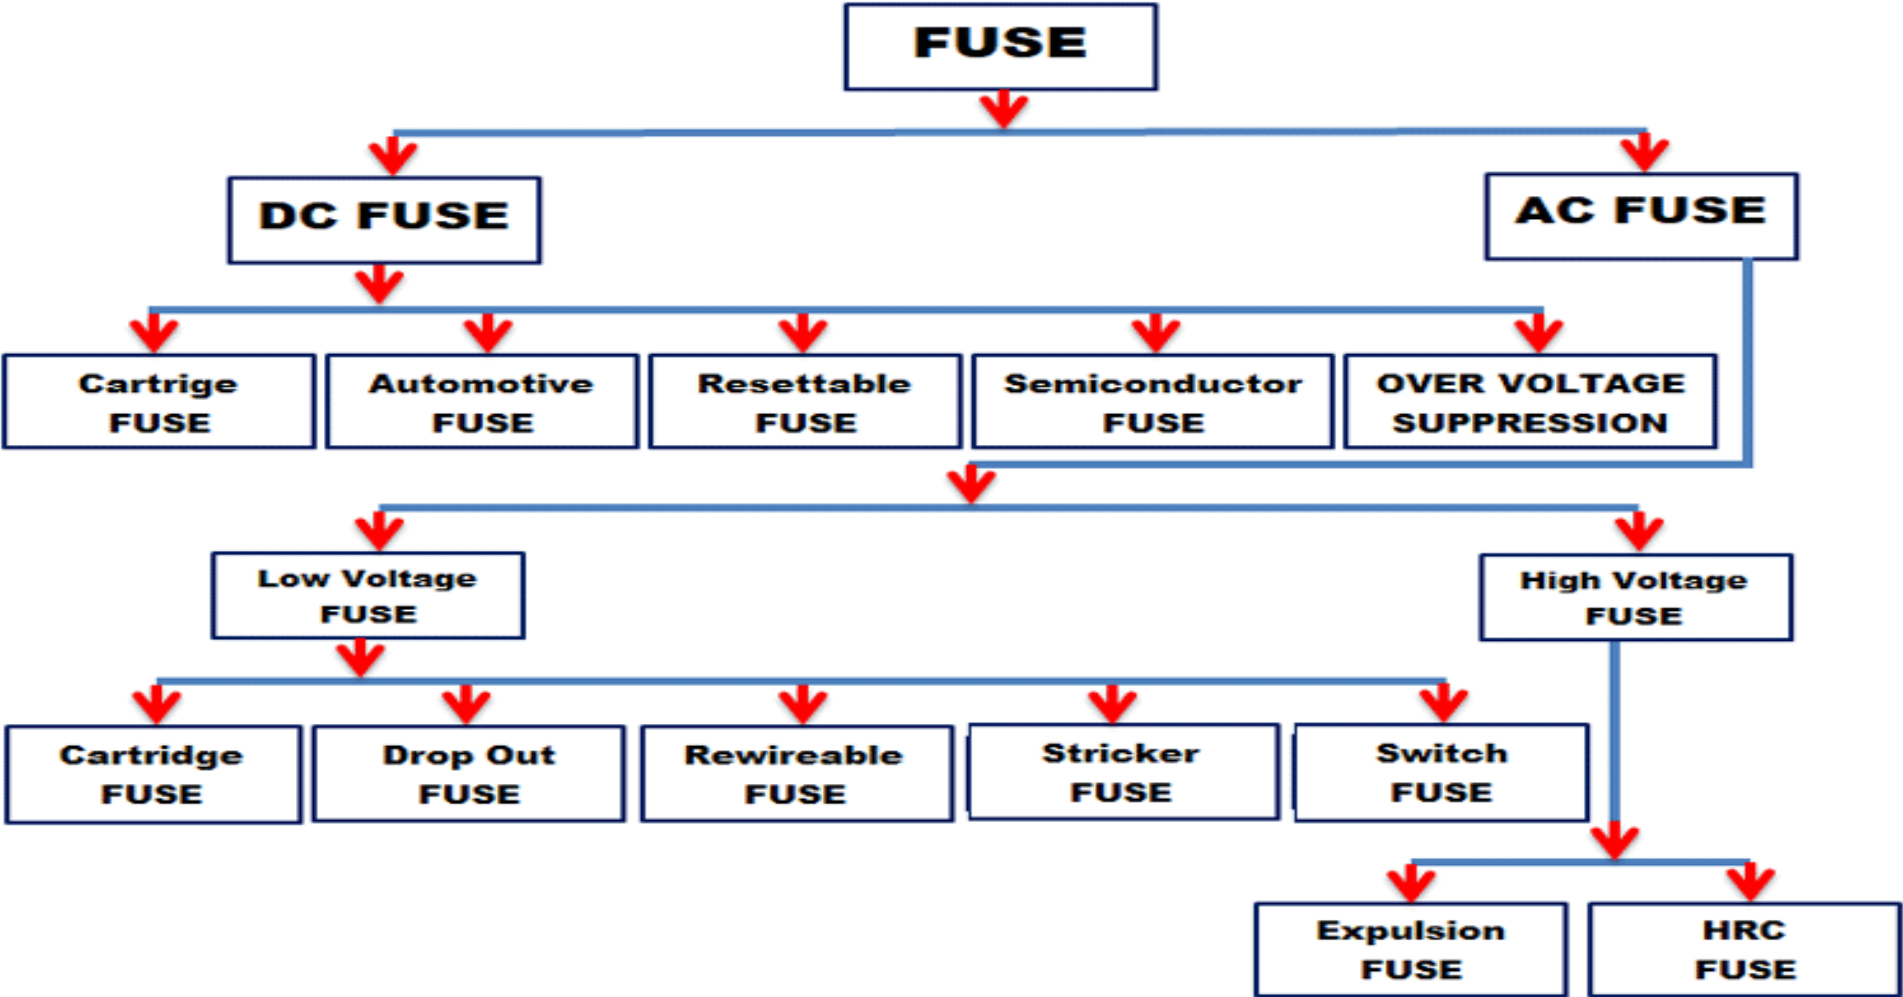 FUSE
DC FUSE
AC FUSE
Cartrige
FUSE
Automotive
FUSE
Resettable
FUSE
Semiconductor
FUSE
OVER VOLTAGE
SUPPRESSION
Low Voltage
FUSE
High Voltage
FUSE
Cartridge
FUSE
Drop Out
FUSE
Rewireable
FUSE
Stricker
FUSE
Switch
FUSE
Expulsion
FUSE
HRC
FUSE